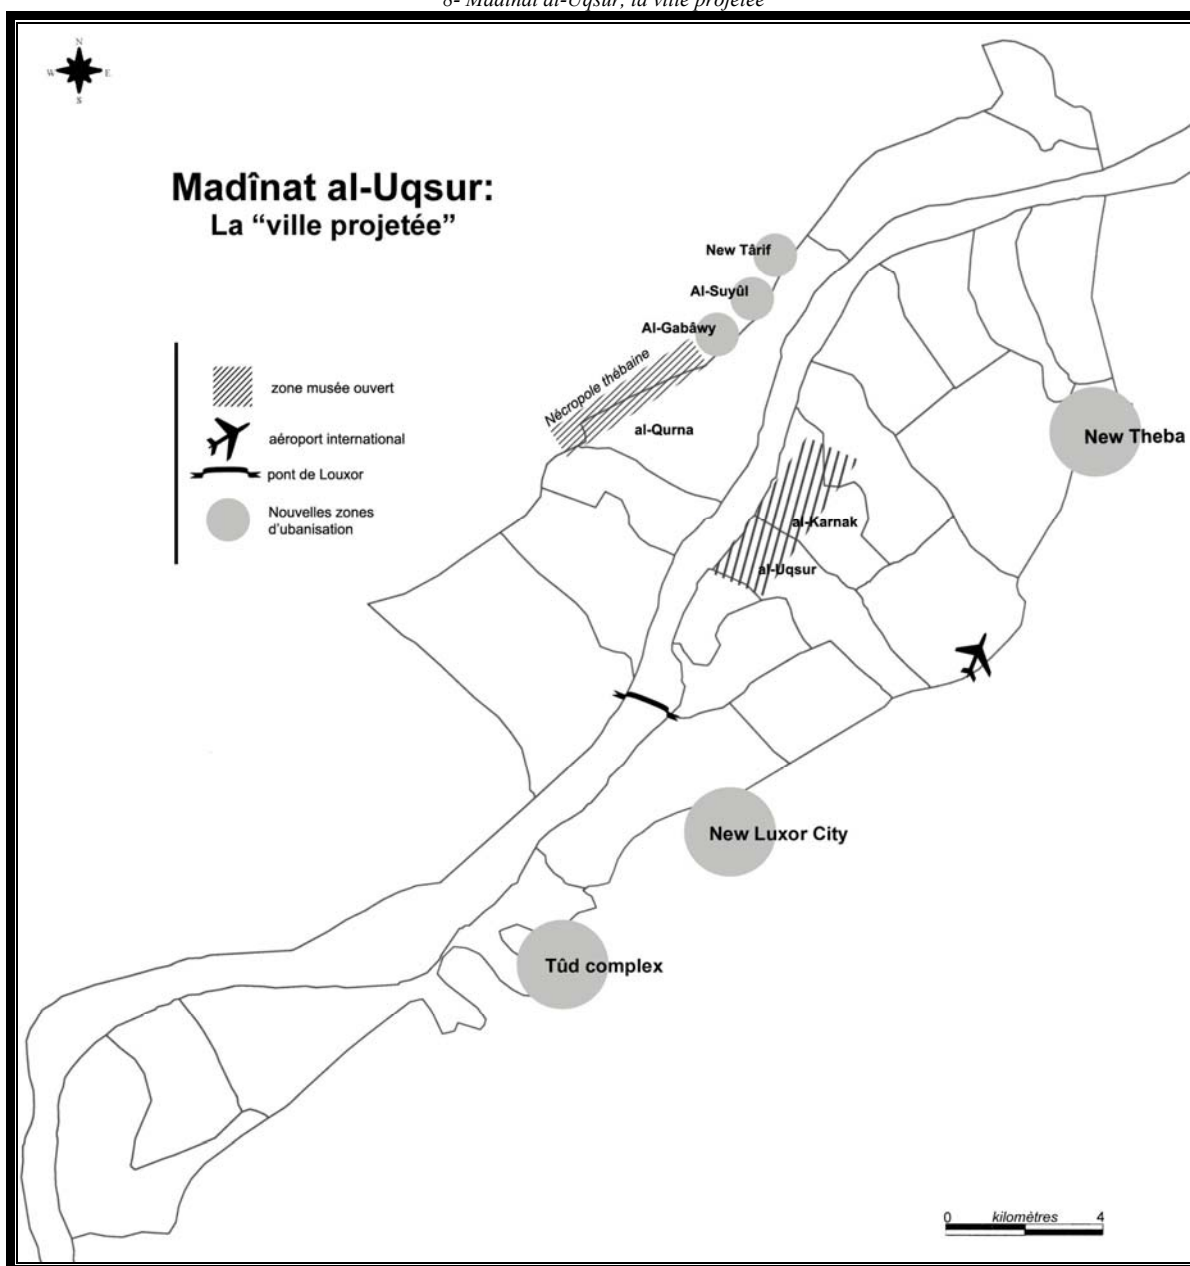 8- Madînat al-Uqsur, la ville projetée
N
W E
S
Madînat al-Uqsur:
La “ville projetée”
New Târif
Al-Suyûl
Al-Gabâwy
Nécropole thébaine
zone musée ouvert
al-Qurna
aéroport international
New Theba
pont de Louxor
Nouvelles zones
d'ubanisation
al-Karnak
al-Uqsur
New Luxor City
Tûd complex
0 kilomètres 4